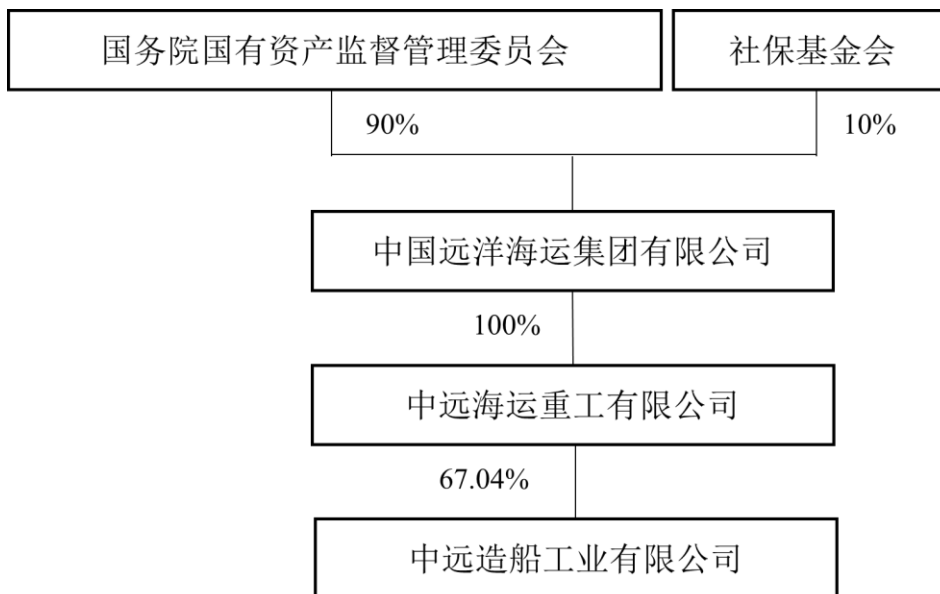 国务院国有资产监督管理委员会
社保基金会
90%
10%
中国远洋海运集团有限公司
100%
中远海运重工有限公司
67.04%
中远造船工业有限公司